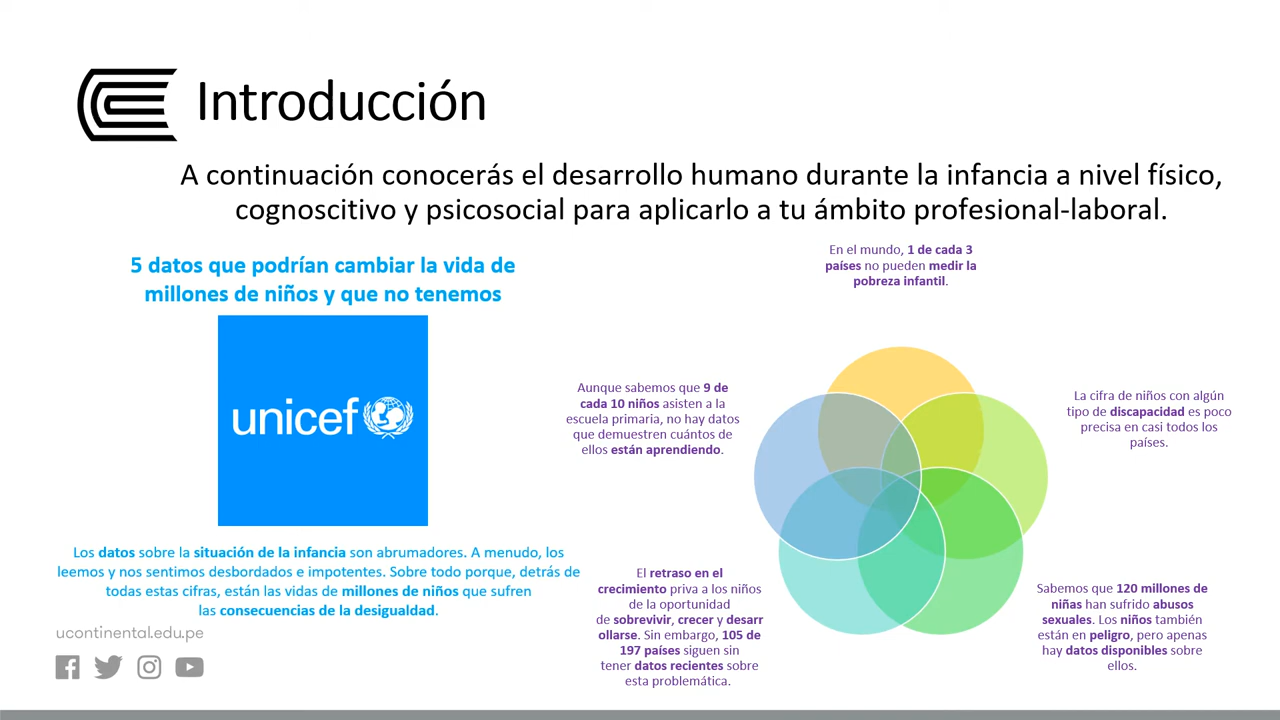 Introducción
A continuación conocerás el desarrollo humano durante la infancia a nivel físico,
cognoscitivo y psicosocial para aplicarlo a tu ámbito profesional-laboral.
5 datos que podrían cambiar la vida de
millones de niños y que no tenemos
unicef
Los datos sobre la situación de la infancia son abrumadores. A menudo, los
leemos y nos sentimos desbordados e impotentes. Sobre todo porque, detrás de
todas estas cifras, están las vidas de millones de niños que sufren
las consecuencias de la desigualdad.
En el mundo, 1 de cada 3
países no pueden medir la
pobreza infantil.
La cifra de niños con algún
tipo de discapacidad es poco
precisa en casi todos los
países.
Sabemos que 120 millones de
niñas han sufrido abusos
sexuales. Los niños también
están en peligro, pero apenas
hay datos disponibles sobre
ellos.
El retraso en el
crecimiento priva a los niños
de la oportunidad
de sobrevivir, crecer y desarr
ollarse. Sin embargo, 105 de
197 países siguen sin
tener datos recientes sobre
esta problemática.
Aunque sabemos que 9 de
cada 10 niños asisten a la
escuela primaria, no hay datos
que demuestren cuántos de
ellos están aprendiendo.
ucontinental.edu.pe